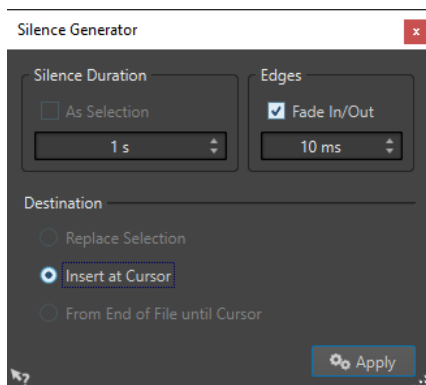 Silence Generator
x
Silence Duration
As Selection
1 s
Edges
Fade In/Out
10 ms
Destination
Replace Selection
Insert at Cursor
From End of File until Cursor
Apply
?